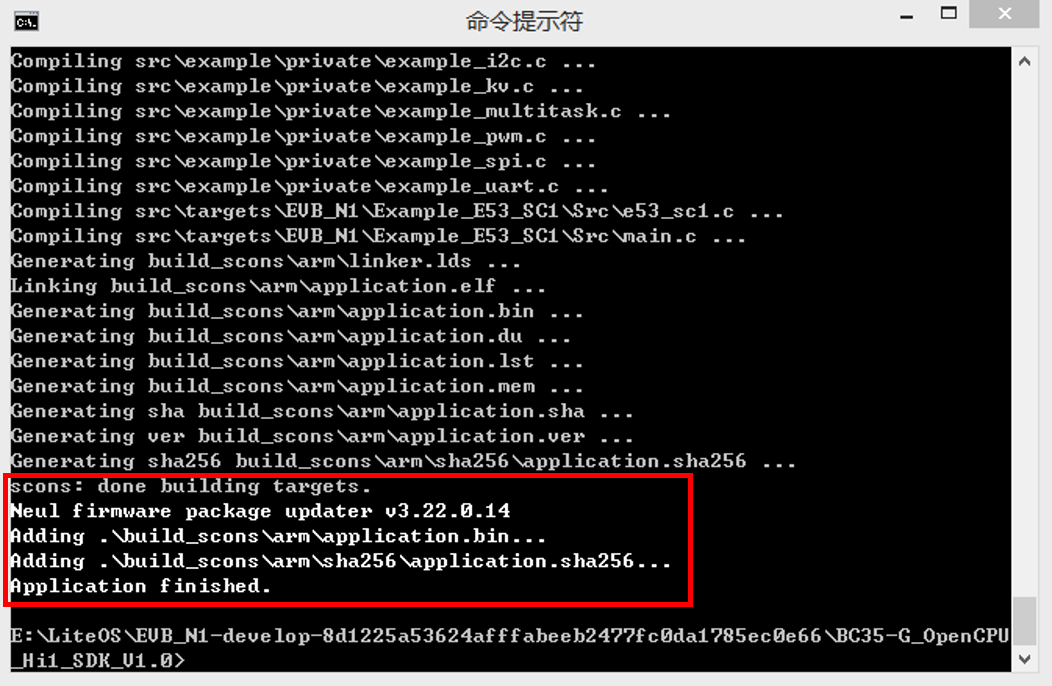 命令提示符
Compiling src\example\private\example_i2c.c ...
Compiling src\example\private\example_kv.c ...
Compiling src\example\private\example_multitask.c ...
Compiling src\example\private\example_pwm.c ...
Compiling src\example\private\example_spi.c ...
Compiling src\example\private\example_uart.c ...
Compiling src\targets\EVB_N1\Example_E53_SC1\Src\e53_sc1.c ...
Compiling src\targets\EVB_N1\Example_E53_SC1\Src\main.c ...
Generating build_scons\arm\linker.lds ...
Linking build_scons\arm\application.elf ...
Generating build_scons\arm\application.bin ...
Generating build_scons\arm\application.du ...
Generating build_scons\arm\application.lst ...
Generating build_scons\arm\application.mem ...
Generating sha build_scons\arm\application.sha ...
Generating ver build_scons\arm\application.ver ...
Generating sha256 build_scons\arm\sha256\application.sha256 ...
scons: done building targets.
Neul firmware package updater v3.22.0.14
Adding .\build_scons\arm\application.bin...
Adding .\build_scons\arm\sha256\application.sha256...
Application finished.
E:\LiteOS\EVB_N1-develop-8d1225a53624afffabeeb2477fc0da1785ec0e66\BC35-G_OpenCPU
_Hi1_SDK_V1.0>